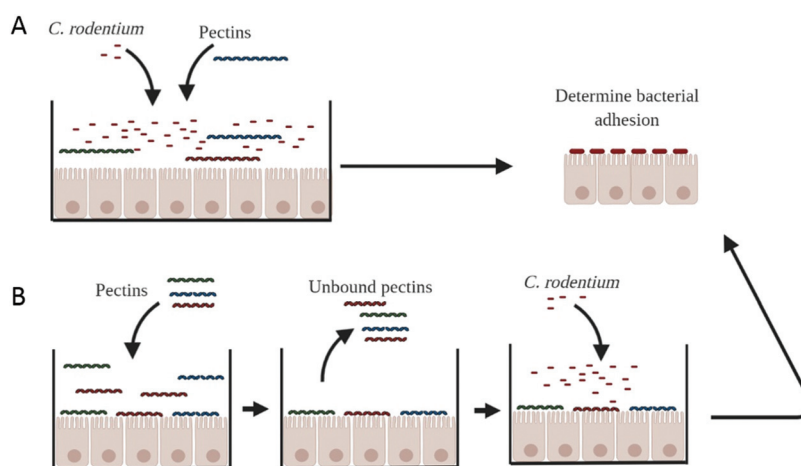 A
C. rodentium
Pectins
Determine bacterial
adhesion
B
Pectins
Unbound pectins
C. rodentium